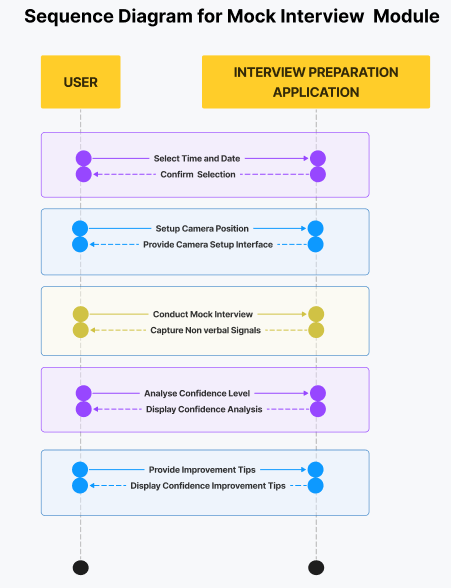 Sequence Diagram for Mock Interview Module
USER
INTERVIEW PREPARATION
APPLICATION
Select Time and Date
Confirm Selection
Setup Camera Position
Provide Camera Setup Interface
Conduct Mock Interview
Capture Non verbal Signals
Analyse Confidence Level
Display Confidence Analysis
Provide Improvement Tips
Display Confidence Improvement Tips